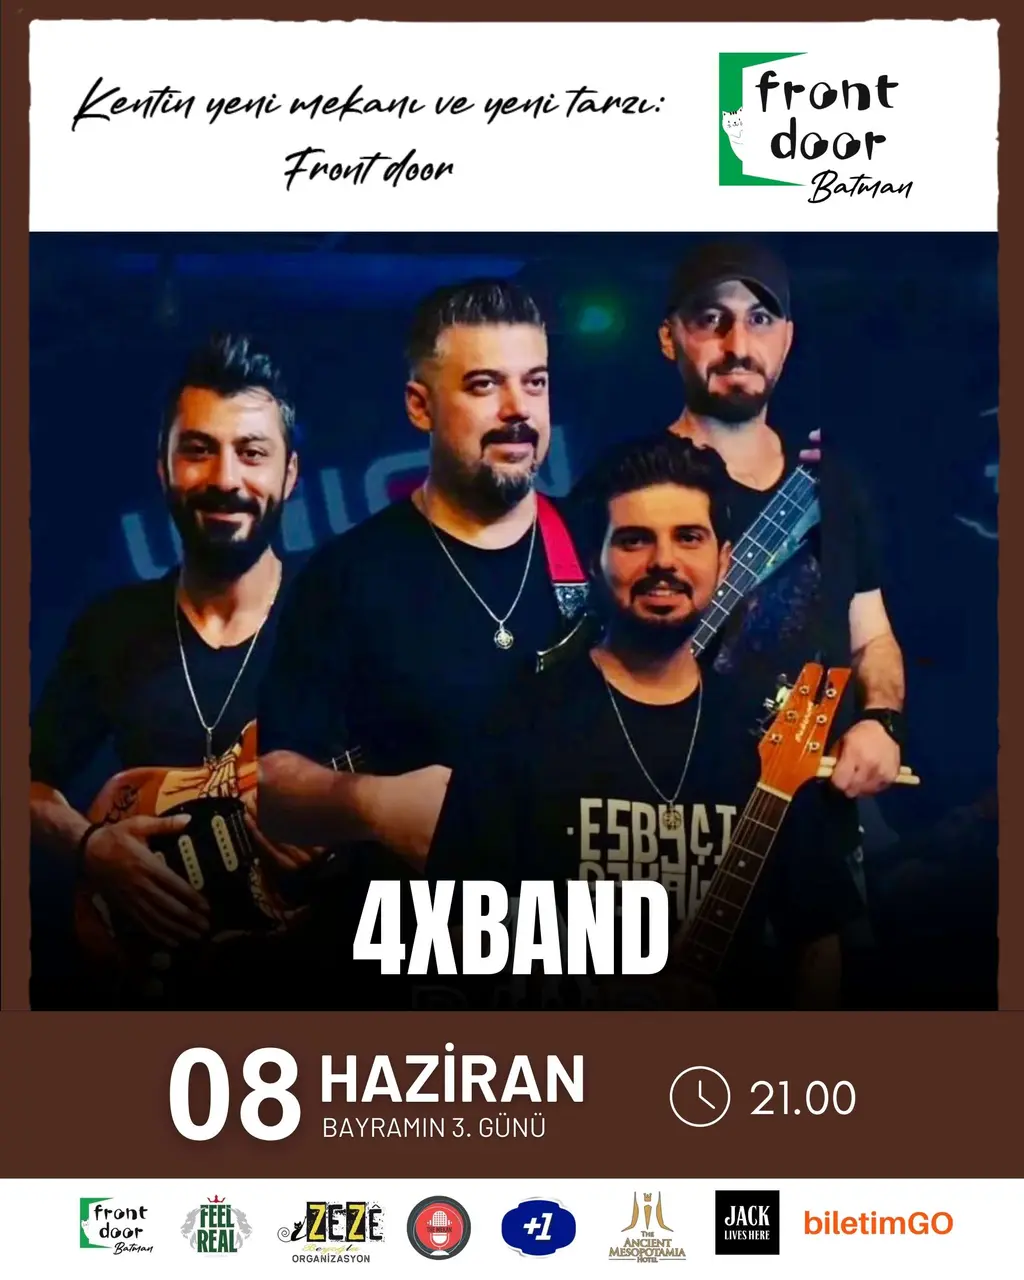 Kentin yeni mekanı ve yeni tarzı:
Front door
front
door
Batman
4XBAND
08 HAZİRAN
BAYRAMIN 3. GÜNÜ
21.00
front
door
Batman
FEEL
REAL
ZEZE
Beyoğlu
ORGANİZASYON
+1
THE
ANCIENT
MESOPOTAMIA
HOTEL
JACK
LIVES HERE
biletimGO